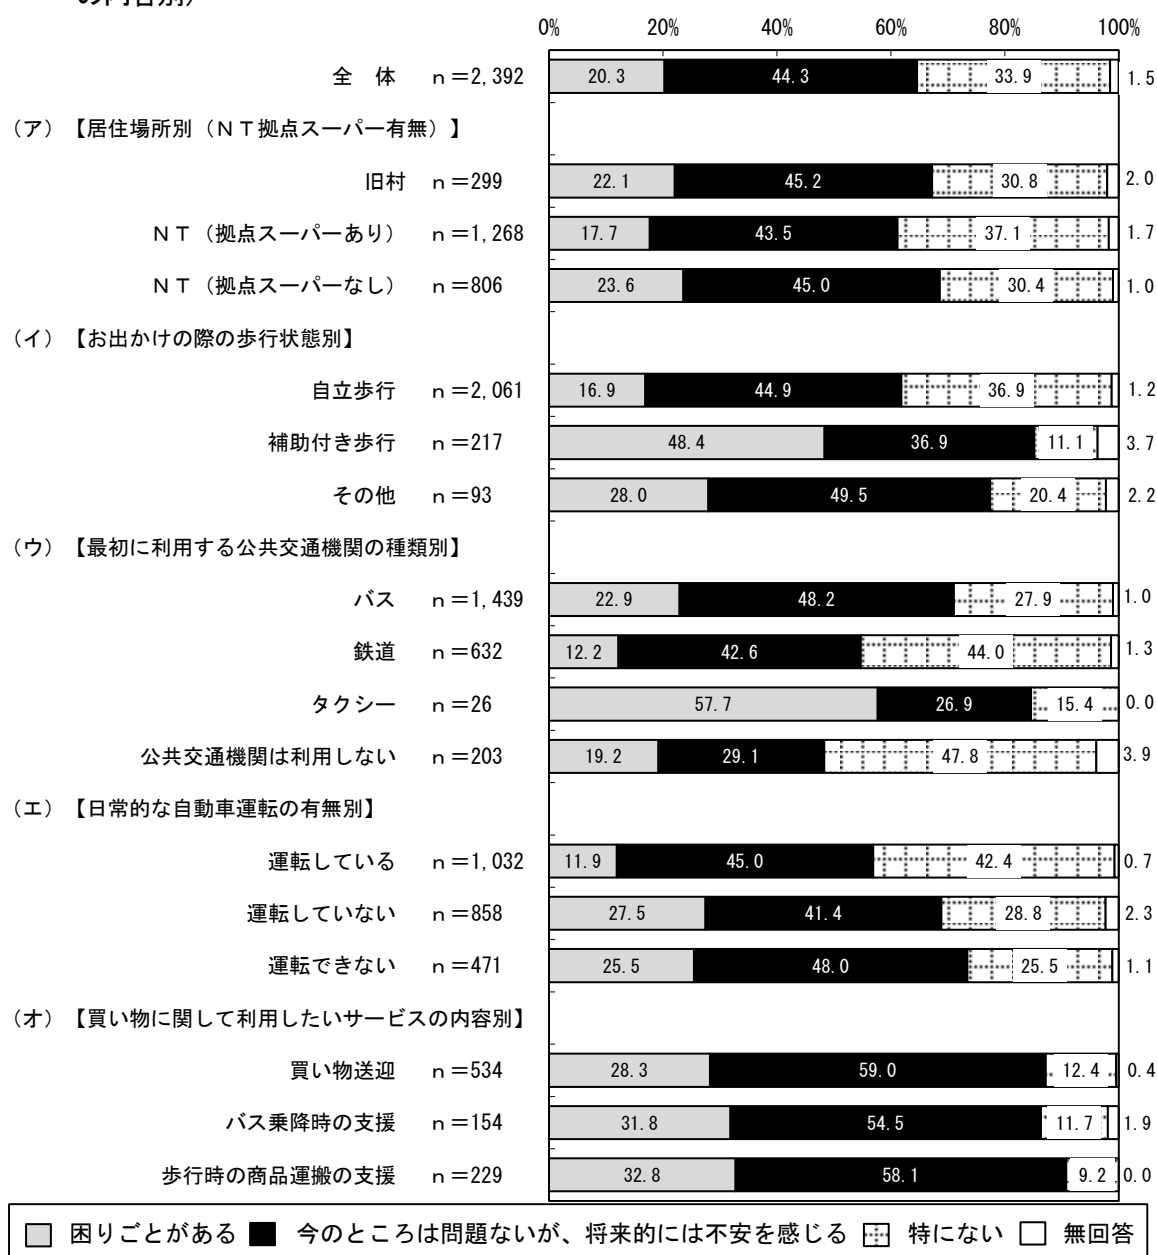 0% 20% 40% 60% 80% 100%
全　体　ｎ＝2,392 20.3 44.3 33.9 1.5
（ア）【居住場所別（ＮＴ拠点スーパー有無）】
旧村　ｎ＝299 22.1 45.2 30.8 2.0
ＮＴ（拠点スーパーあり）　ｎ＝1,268 17.7 43.5 37.1 1.7
ＮＴ（拠点スーパーなし）　ｎ＝806 23.6 45.0 30.4 1.0
（イ）【お出かけの際の歩行状態別】
自立歩行　ｎ＝2,061 16.9 44.9 36.9 1.2
補助付き歩行　ｎ＝217 48.4 36.9 11.1 3.7
その他　ｎ＝93 28.0 49.5 20.4 2.2
（ウ）【最初に利用する公共交通機関の種類別】
バス　ｎ＝1,439 22.9 48.2 27.9 1.0
鉄道　ｎ＝632 12.2 42.6 44.0 1.3
タクシー　ｎ＝26 57.7 26.9 15.4 0.0
公共交通機関は利用しない　ｎ＝203 19.2 29.1 47.8 3.9
（エ）【日常的な自動車運転の有無別】
運転している　ｎ＝1,032 11.9 45.0 42.4 0.7
運転していない　ｎ＝858 27.5 41.4 28.8 2.3
運転できない　ｎ＝471 25.5 48.0 25.5 1.1
（オ）【買い物に関して利用したいサービスの内容別】
買い物送迎　ｎ＝534 28.3 59.0 12.4 0.4
バス乗降時の支援　ｎ＝154 31.8 54.5 11.7 1.9
歩行時の商品運搬の支援　ｎ＝229 32.8 58.1 9.2 0.0
困りごとがある 今のところは問題ないが、将来的には不安を感じる 特にない 無回答